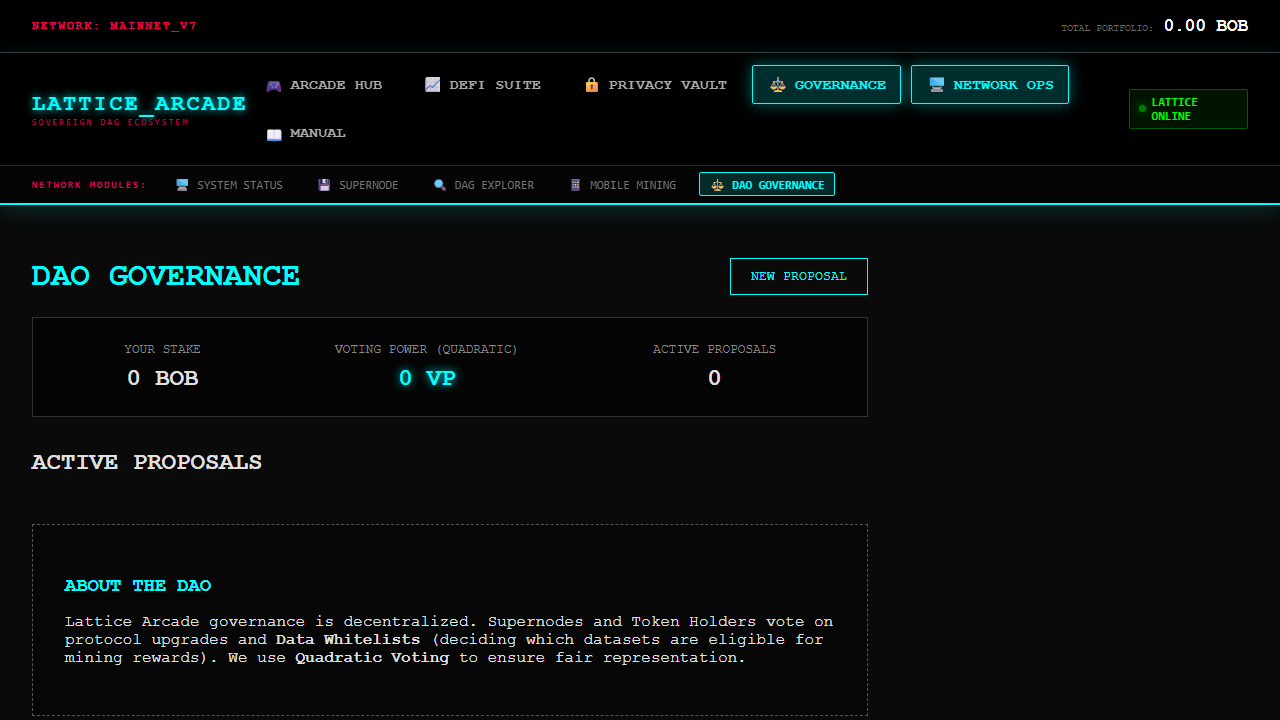 NETWORK: MAINNET_V7
TOTAL PORTFOLIO: 0.00 BOB
LATTICE_ARCADE
SOVEREIGN DAG ECOSYSTEM
ARCADE HUB
DEFI SUITE
PRIVACY VAULT
GOVERNANCE
NETWORK OPS
MANUAL
LATTICE
ONLINE
NETWORK MODULES:
SYSTEM STATUS
SUPERNODE
DAG EXPLORER
MOBILE MINING
DAO GOVERNANCE
DAO GOVERNANCE
NEW PROPOSAL
YOUR STAKE
0 BOB
VOTING POWER (QUADRATIC)
0 VP
ACTIVE PROPOSALS
0
ACTIVE PROPOSALS
ABOUT THE DAO
Lattice Arcade governance is decentralized. Supernodes and Token Holders vote on
protocol upgrades and Data Whitelists (deciding which datasets are eligible for
mining rewards). We use Quadratic Voting to ensure fair representation.